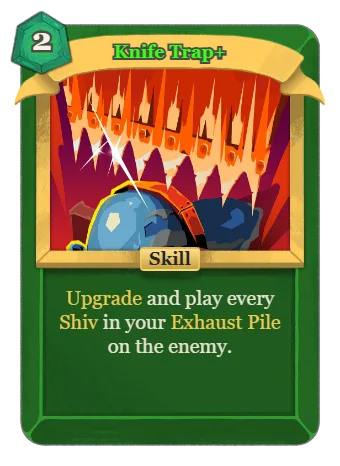 2
Knife Trap+
Skill
Upgrade and play every
Shiv in your Exhaust Pile
on the enemy.